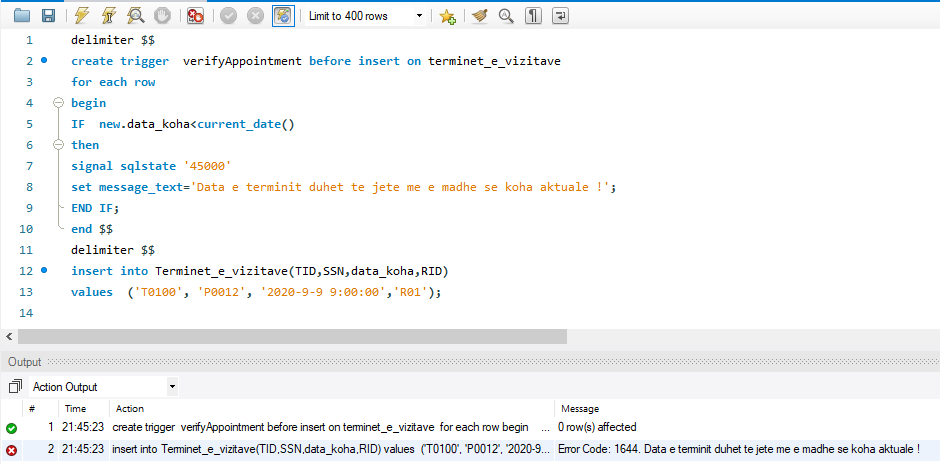 Limit to 400 rows
1 delimiter $$
2 create trigger  verifyAppointment before insert on terminet_e_vizitave
3 for each row
4 begin
5 IF  new.data_koha<current_date()
6 then
7 signal sqlstate '45000'
8 set message_text='Data e terminit duhet te jete me e madhe se koha aktuale !';
9 END IF;
10 end $$
11 delimiter $$
12 insert into Terminet_e_vizitave(TID,SSN,data_koha,RID)
13 values  ('T0100', 'P0012', '2020-9-9 9:00:00','R01');
14
Output
Action Output
# Time Action Message
1 21:45:23 create trigger  verifyAppointment before insert on terminet_e_vizitave  for each row begin ... 0 row(s) affected
2 21:45:23 insert into Terminet_e_vizitave(TID,SSN,data_koha,RID) values  ('T0100', 'P0012', '2020-9... Error Code: 1644. Data e terminit duhet te jete me e madhe se koha aktuale !